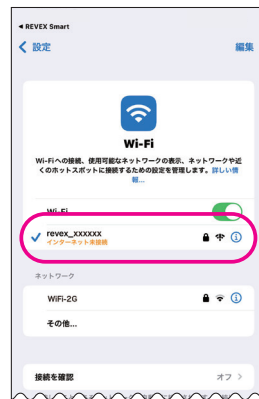 ◀ REVEX Smart
設定
編集
Wi-Fi
Wi-Fiへの接続、使用可能なネットワークの表示、ネットワークや近
くのホットスポットに接続するための設定を管理します。詳しい情
報...
Wi-Fi
revex_xxxxxx
インターネット未接続
ネットワーク
WiFi-2G
その他...
接続を確認
オフ